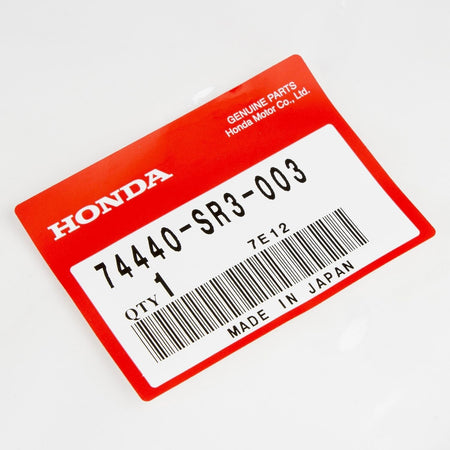 GENUINE PARTS
Honda Motor Co., Ltd.
HONDA
74440-SR3-003
7E12
QTY 1
MADE IN JAPAN